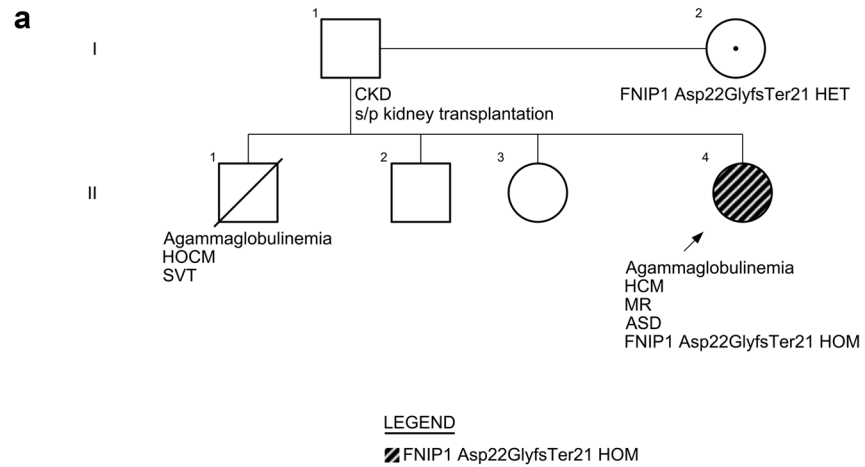 a
1
2
I
FNIP1 Asp22GlyfsTer21 HET
CKD
s/p kidney transplantation
1
2
3
4
II
Agammaglobulinemia
HOCM
SVT
Agammaglobulinemia
HCM
MR
ASD
FNIP1 Asp22GlyfsTer21 HOM
LEGEND
FNIP1 Asp22GlyfsTer21 HOM